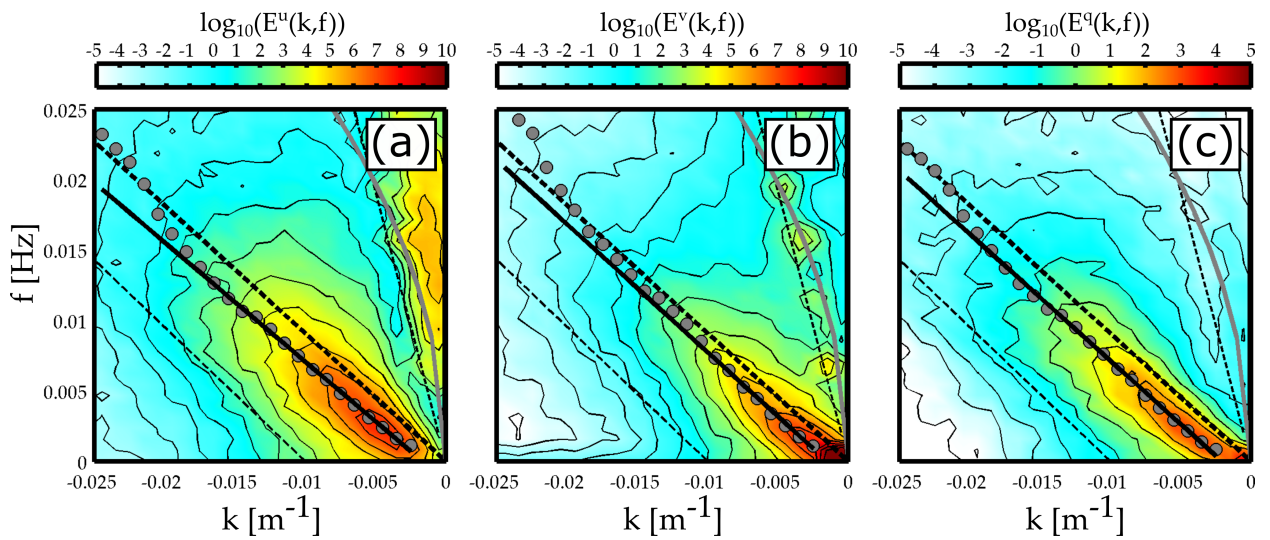 log10(Eu(k,f)) log10(Ev(k,f)) log10(Eq(k,f))
-5 -4 -3 -2 -1 0 1 2 3 4 5 6 7 8 9 10 -5 -4 -3 -2 -1 0 1 2 3 4 5 6 7 8 9 10 -5 -4 -3 -2 -1 0 1 2 3 4 5
0.025
(a) (b) (c)
0.02
0.015
f [Hz]
0.01
0.005
0
-0.025 -0.02 -0.015 -0.01 -0.005 0 -0.025 -0.02 -0.015 -0.01 -0.005 0 -0.025 -0.02 -0.015 -0.01 -0.005 0
k [m-1] k [m-1] k [m-1]